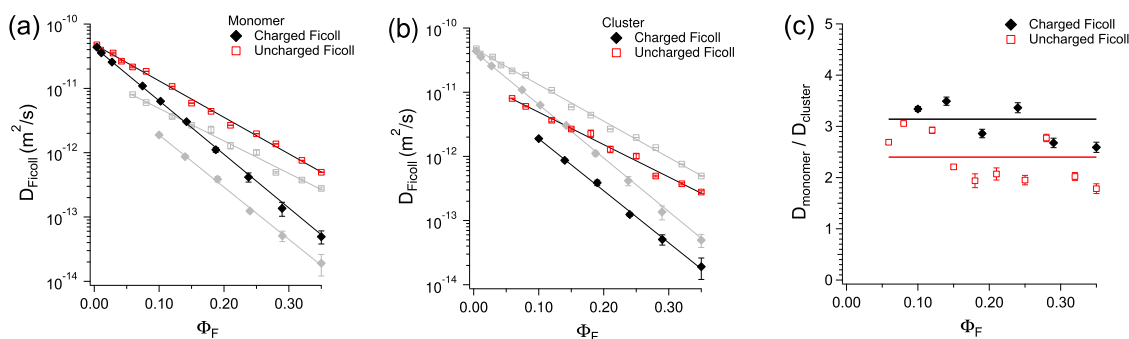 (a)
Monomer
Charged Ficoll
Uncharged Ficoll
D_Ficoll (m²/s)
10⁻¹⁰
10⁻¹¹
10⁻¹²
10⁻¹³
10⁻¹⁴
0.00 0.10 0.20 0.30
Φ_F
(b)
Cluster
Charged Ficoll
Uncharged Ficoll
D_Ficoll (m²/s)
10⁻¹⁰
10⁻¹¹
10⁻¹²
10⁻¹³
10⁻¹⁴
0.00 0.10 0.20 0.30
Φ_F
(c)
Charged Ficoll
Uncharged Ficoll
D_monomer / D_cluster
5
4
3
2
1
0
0.00 0.10 0.20 0.30
Φ_F